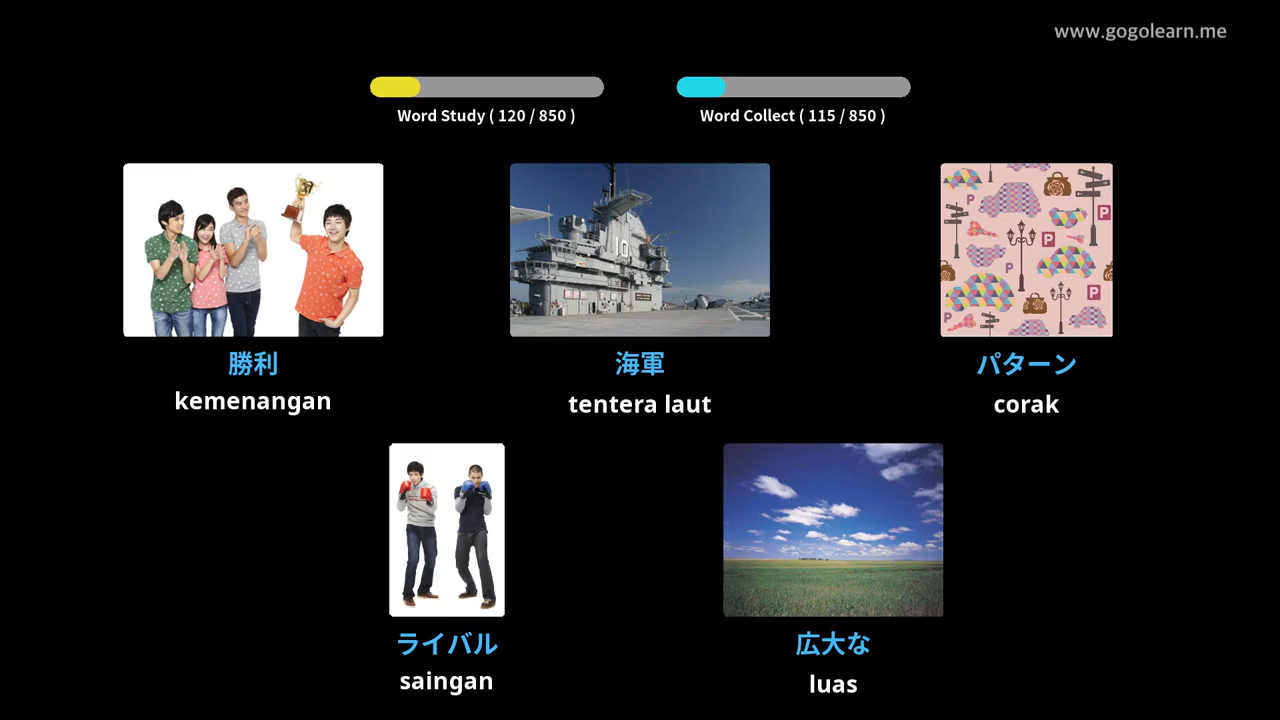 www.gogolearn.me
Word Study ( 120 / 850 )
Word Collect ( 115 / 850 )
勝利
kemenangan
海軍
tentera laut
パターン
corak
ライバル
saingan
広大な
luas
10
P
P
P
P
P
P